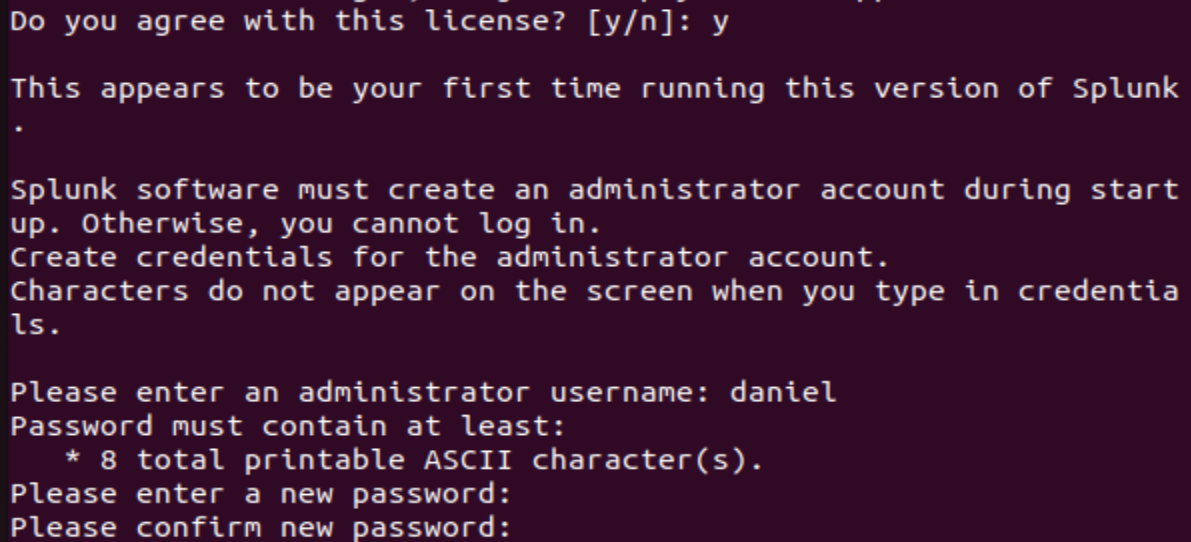 Do you agree with this license? [y/n]: y
This appears to be your first time running this version of Splunk
.
Splunk software must create an administrator account during start
up. Otherwise, you cannot log in.
Create credentials for the administrator account.
Characters do not appear on the screen when you type in credentia
ls.
Please enter an administrator username: daniel
Password must contain at least:
   * 8 total printable ASCII character(s).
Please enter a new password:
Please confirm new password: